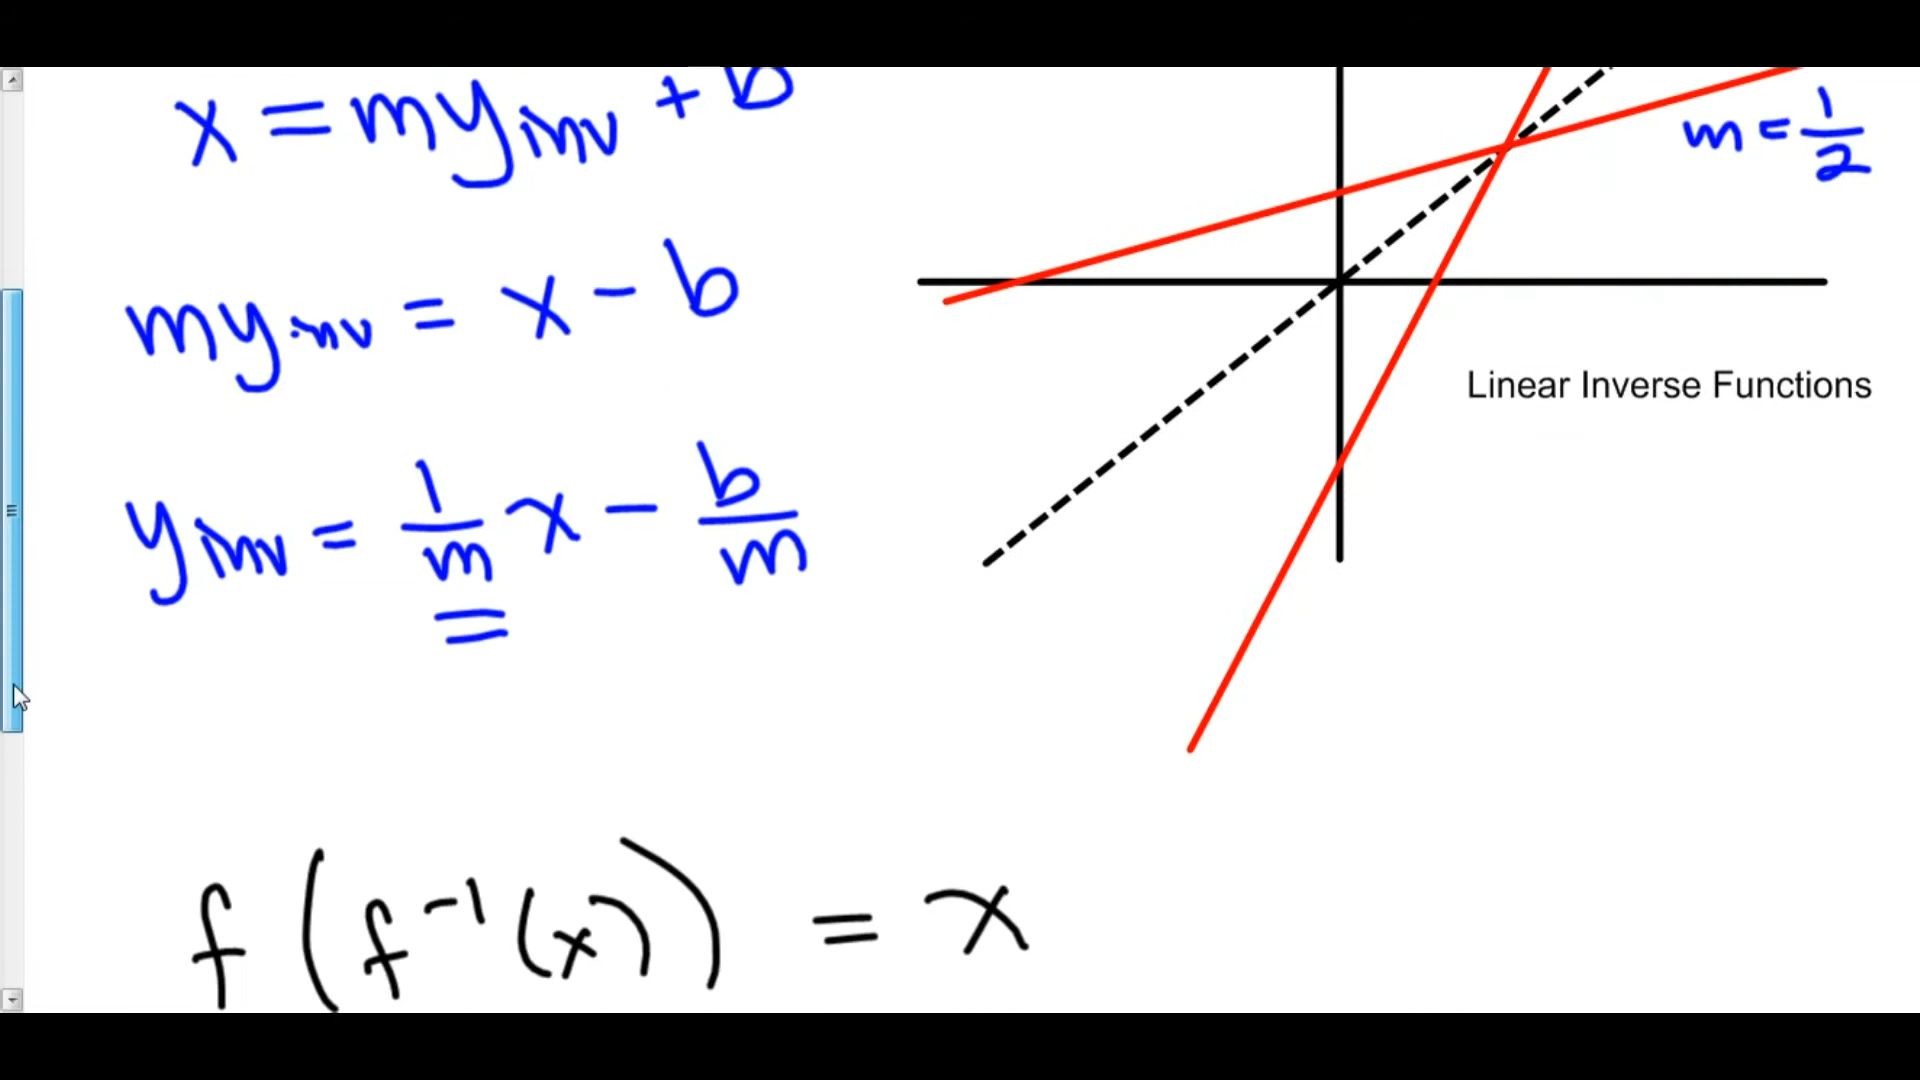 x = my_inv + b
m = 1/2
my_inv = x - b
Linear Inverse Functions
y_inv = 1/m x - b/m
f(f⁻¹(x)) = x